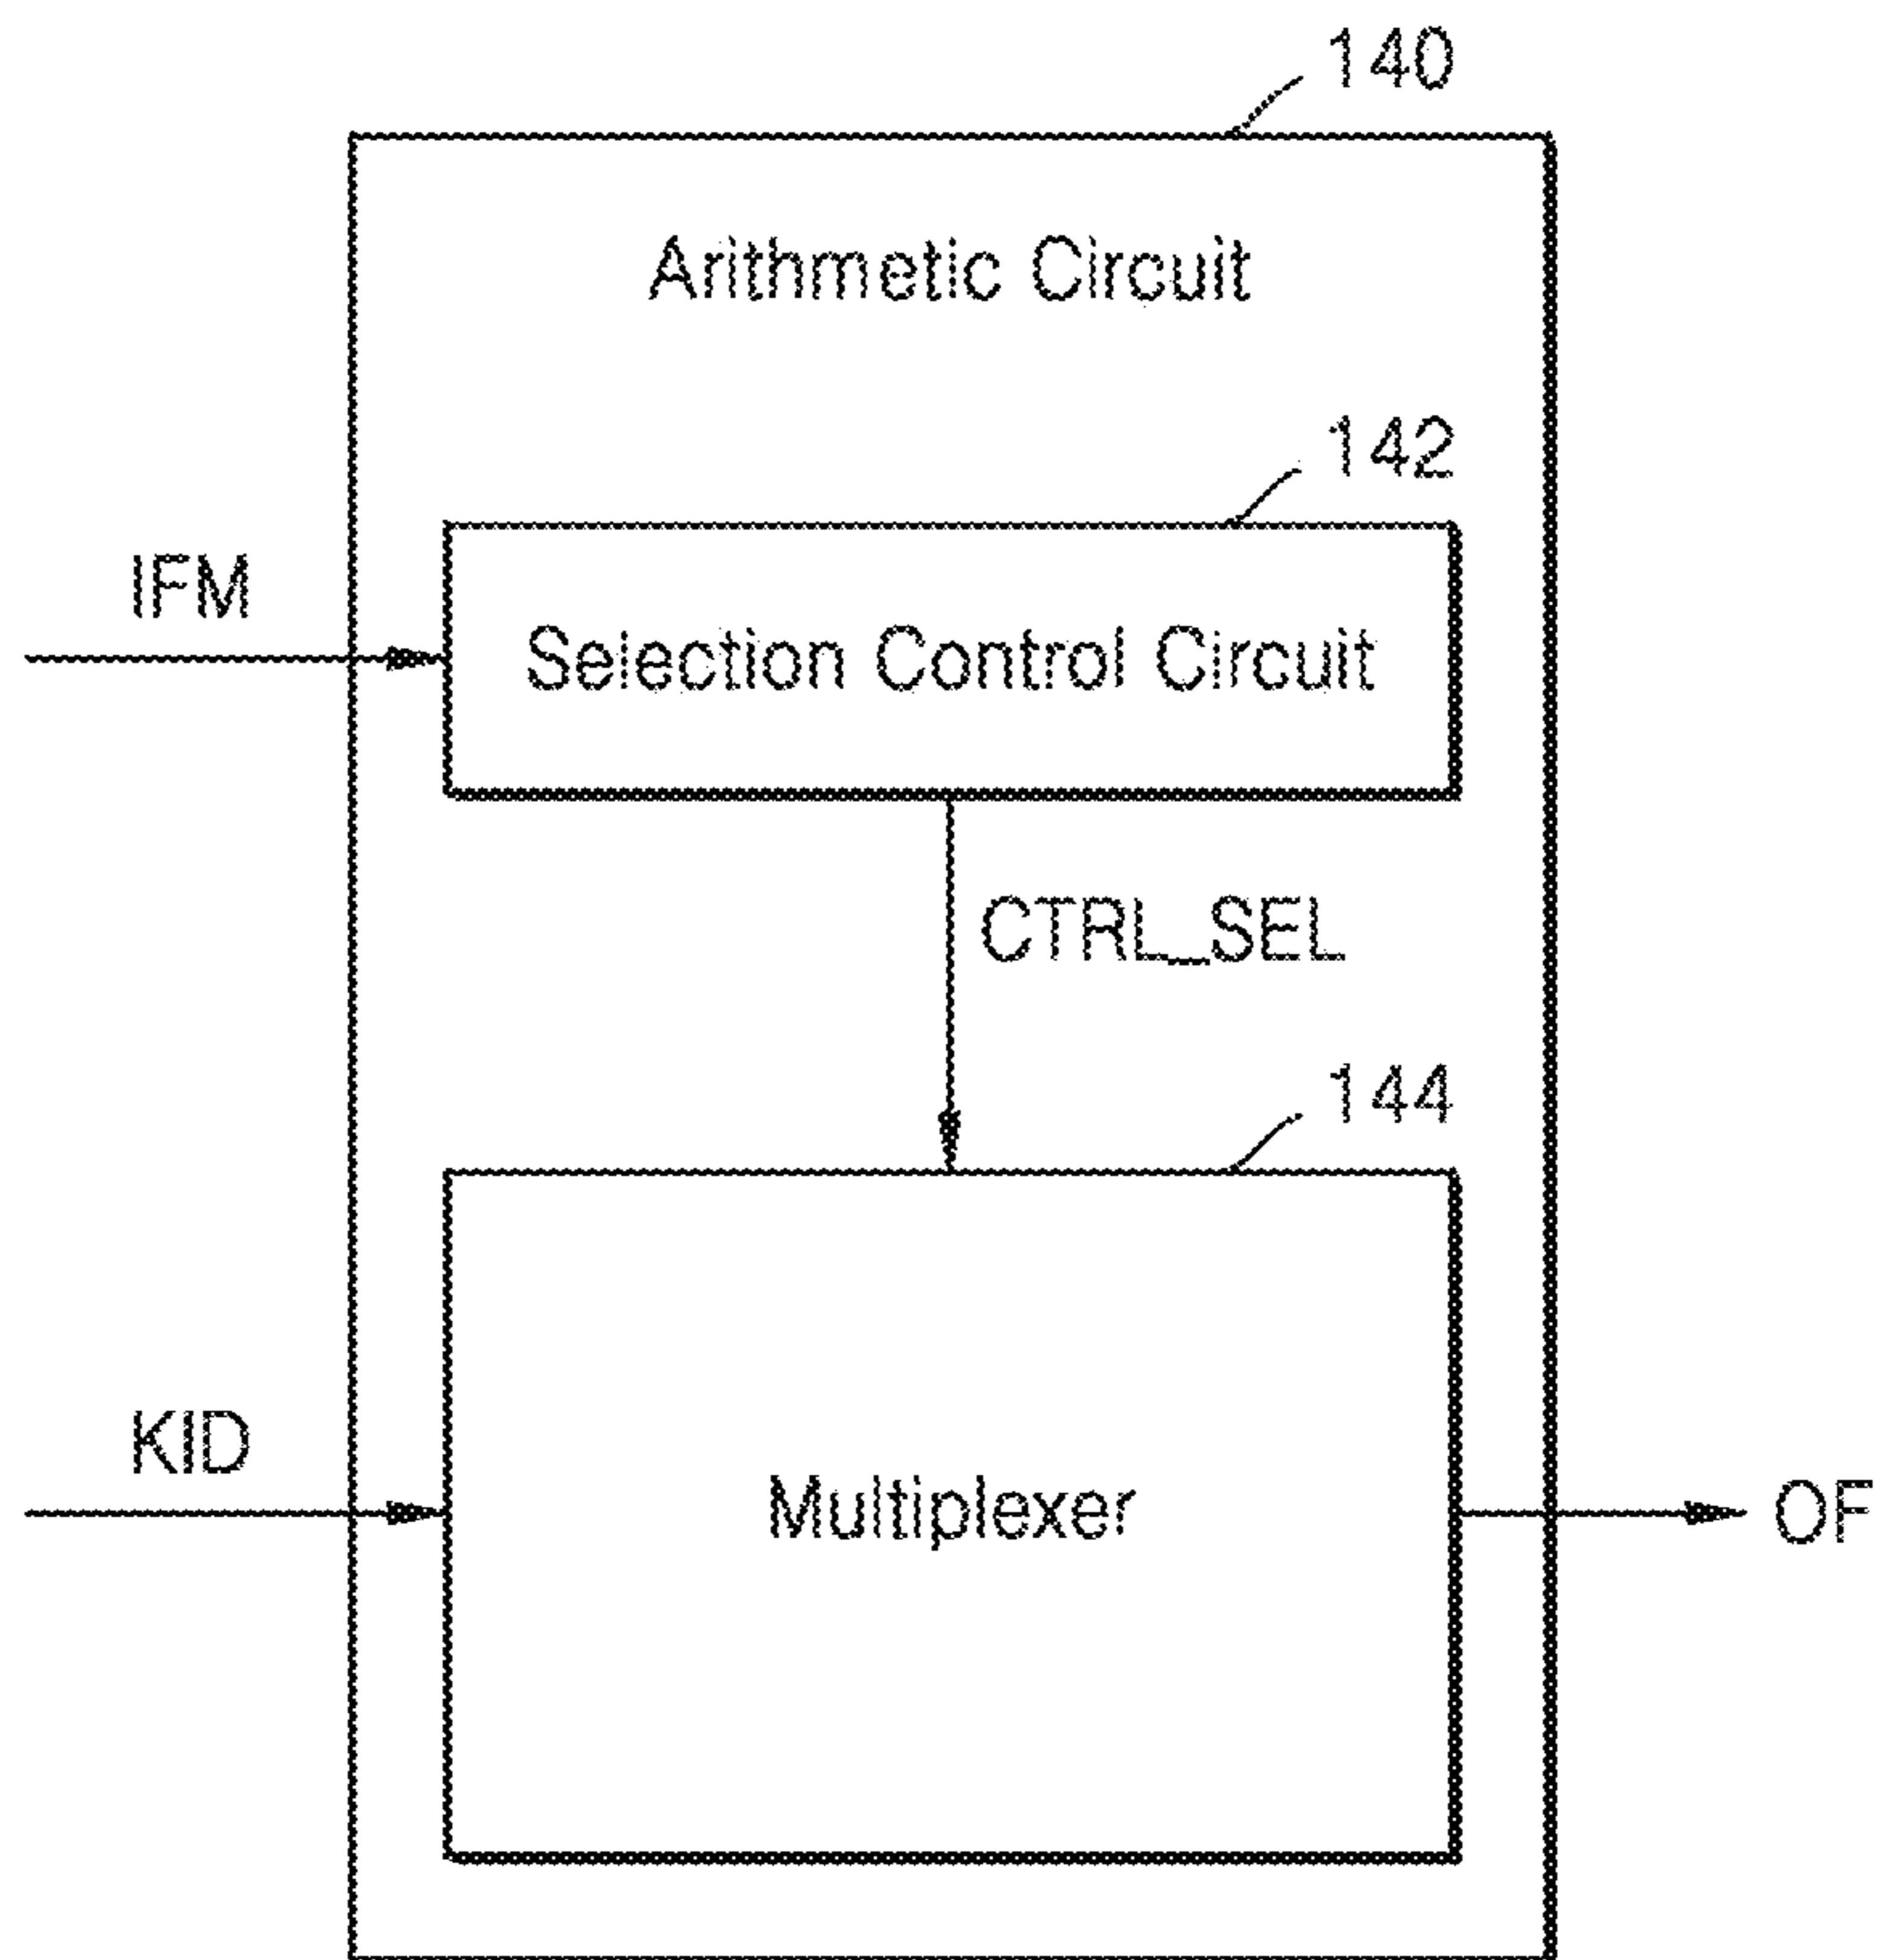 140
Arithmetic Circuit
142
IFM
Selection Control Circuit
CTRL_SEL
144
KID
Multiplexer
OF